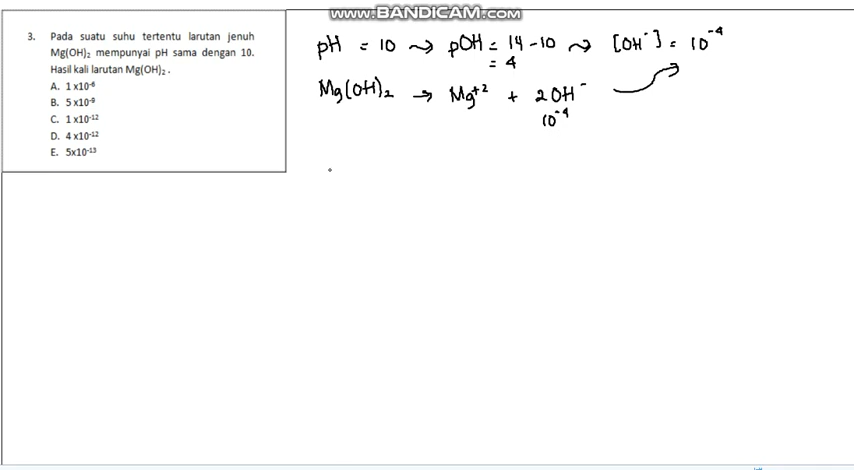 www.BANDICAM.com
3. Pada suatu suhu tertentu larutan jenuh
Mg(OH)₂ mempunyai pH sama dengan 10.
Hasil kali larutan Mg(OH)₂ .
A. 1 x10⁻⁶
B. 5 x10⁻⁹
C. 1 x10⁻¹²
D. 4 x10⁻¹²
E. 5x10⁻¹³
pH = 10 ⤳ pOH = 14 - 10 ⤳ [OH⁻] = 10⁻⁴
= 4
Mg(OH)₂ → Mg⁺² + 2OH⁻
10⁻⁴